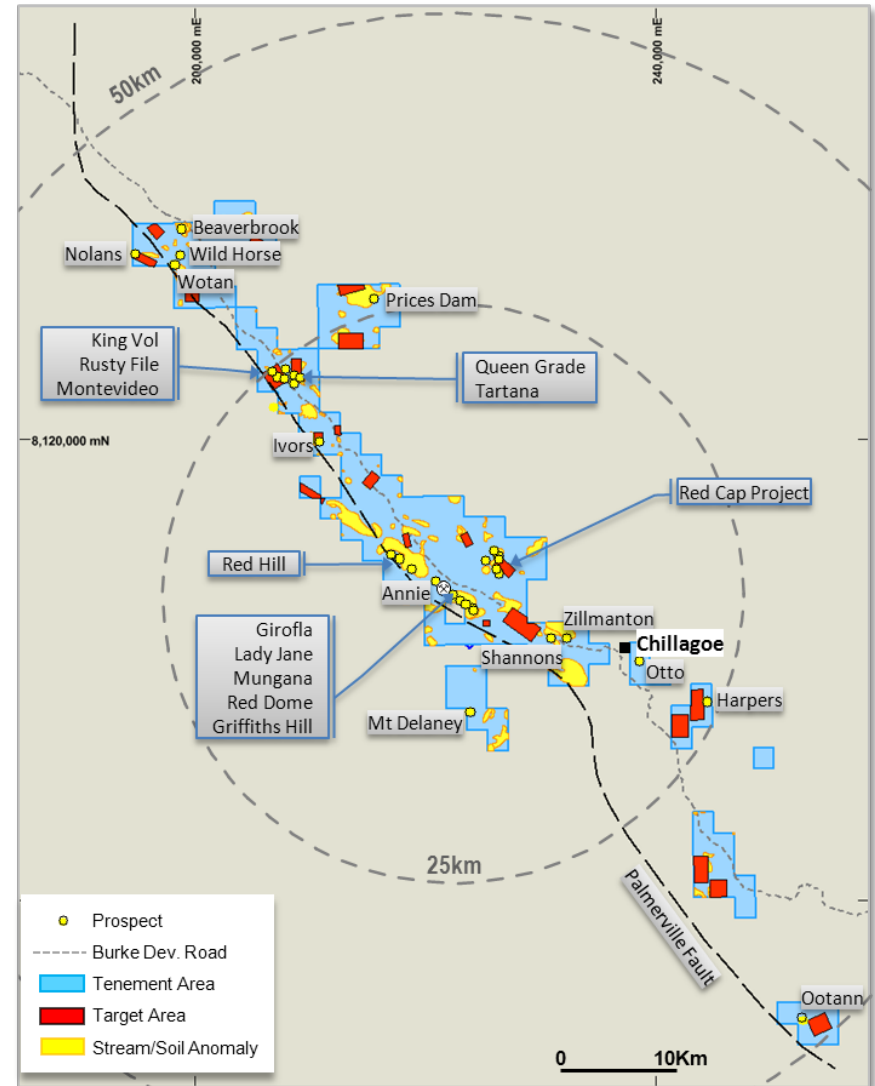 200,000 mE
240,000 mE
50km
Beaverbrook
Nolans
Wild Horse
Wotan
Prices Dam
King Vol
Rusty File
Montevideo
Queen Grade
Tartana
8,120,000 mN
Ivors
Red Cap Project
Red Hill
Annie
Girofla
Lady Jane
Mungana
Red Dome
Griffiths Hill
Zillmanton
Chillagoe
Shannons
Otto
Harpers
Mt Delaney
25km
Palmerville Fault
Ootann
Prospect
Burke Dev. Road
Tenement Area
Target Area
Stream/Soil Anomaly
0 10Km